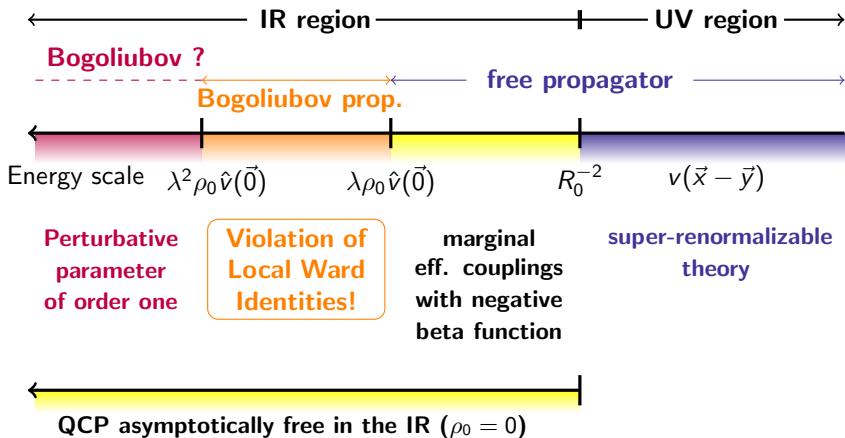 IR region
UV region
Bogoliubov ?
Bogoliubov prop.
free propagator
Energy scale
λ²ρ₀v̂(0⃗)
λρ₀v̂(0⃗)
R₀⁻²
v(x⃗ − y⃗)
Perturbative
parameter
of order one
Violation of
Local Ward
Identities!
marginal
eff. couplings
with negative
beta function
super-renormalizable
theory
QCP asymptotically free in the IR (ρ₀ = 0)